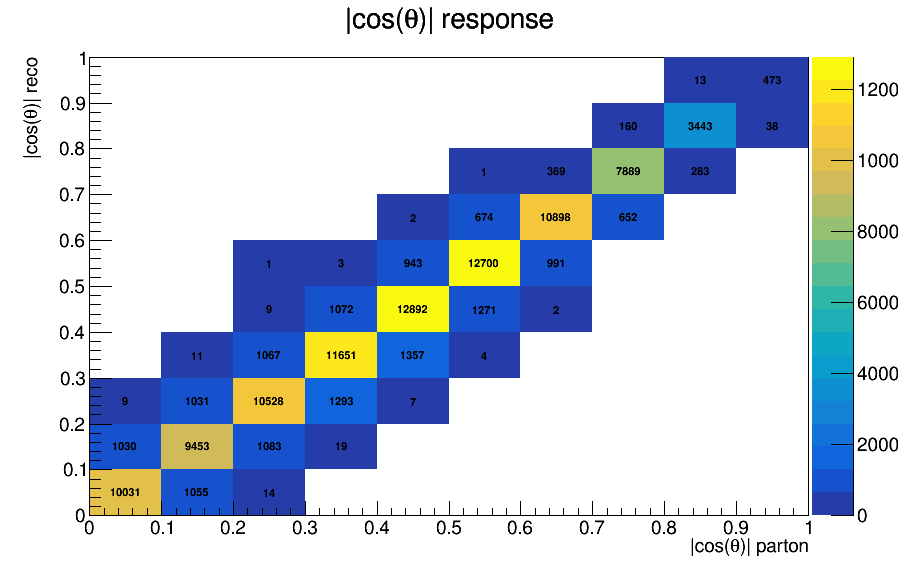 |cos(θ)| response
|cos(θ)| reco
1
13 473
0.9
160 3443 38
1200
0.8
1 369 7889 283
1000
0.7
2 674 10898 652
8000
0.6
1 3 943 12700 991
0.5
9 1072 12892 1271 2
6000
0.4
11 1067 11651 1357 4
4000
0.3
9 1031 10528 1293 7
0.2
2000
1030 9453 1083 19
0.1
10031 1055 14
0 0
0 0.1 0.2 0.3 0.4 0.5 0.6 0.7 0.8 0.9 1
|cos(θ)| parton